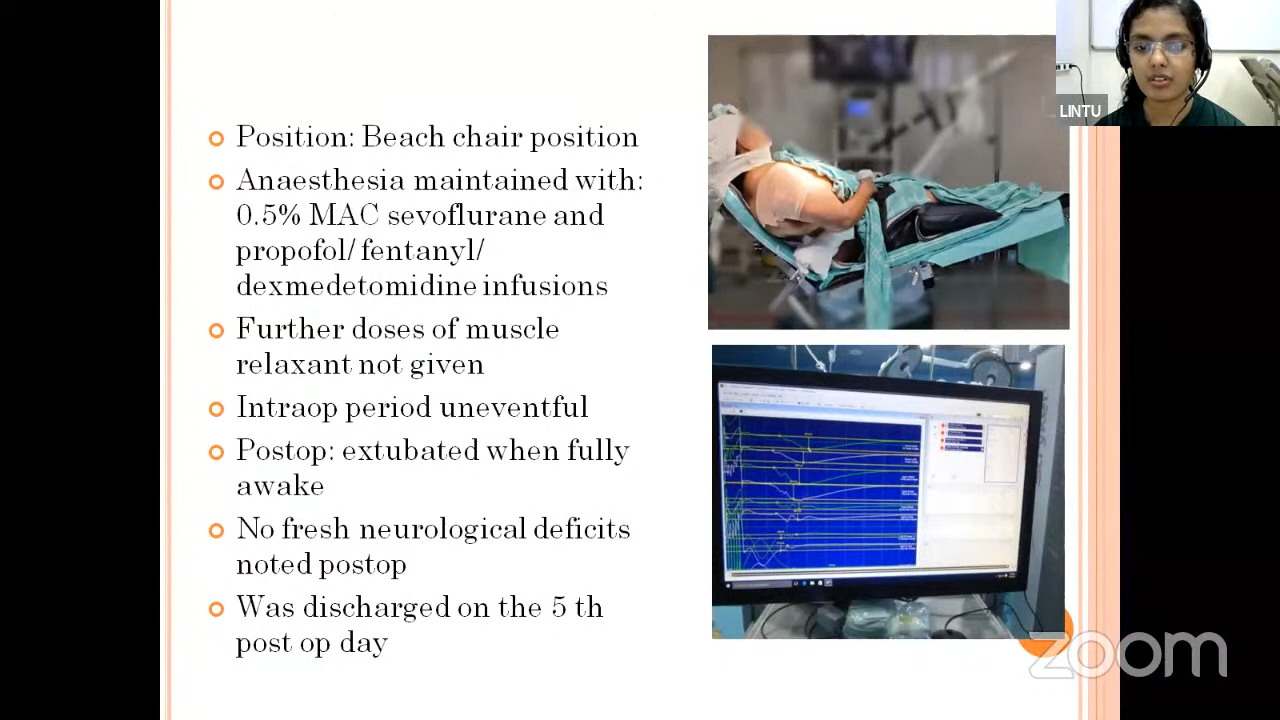 Position: Beach chair position
Anaesthesia maintained with:
0.5% MAC sevoflurane and
propofol/ fentanyl/
dexmedetomidine infusions
Further doses of muscle
relaxant not given
Intraop period uneventful
Postop: extubated when fully
awake
No fresh neurological deficits
noted postop
Was discharged on the 5 th
post op day
LINTU
zoom